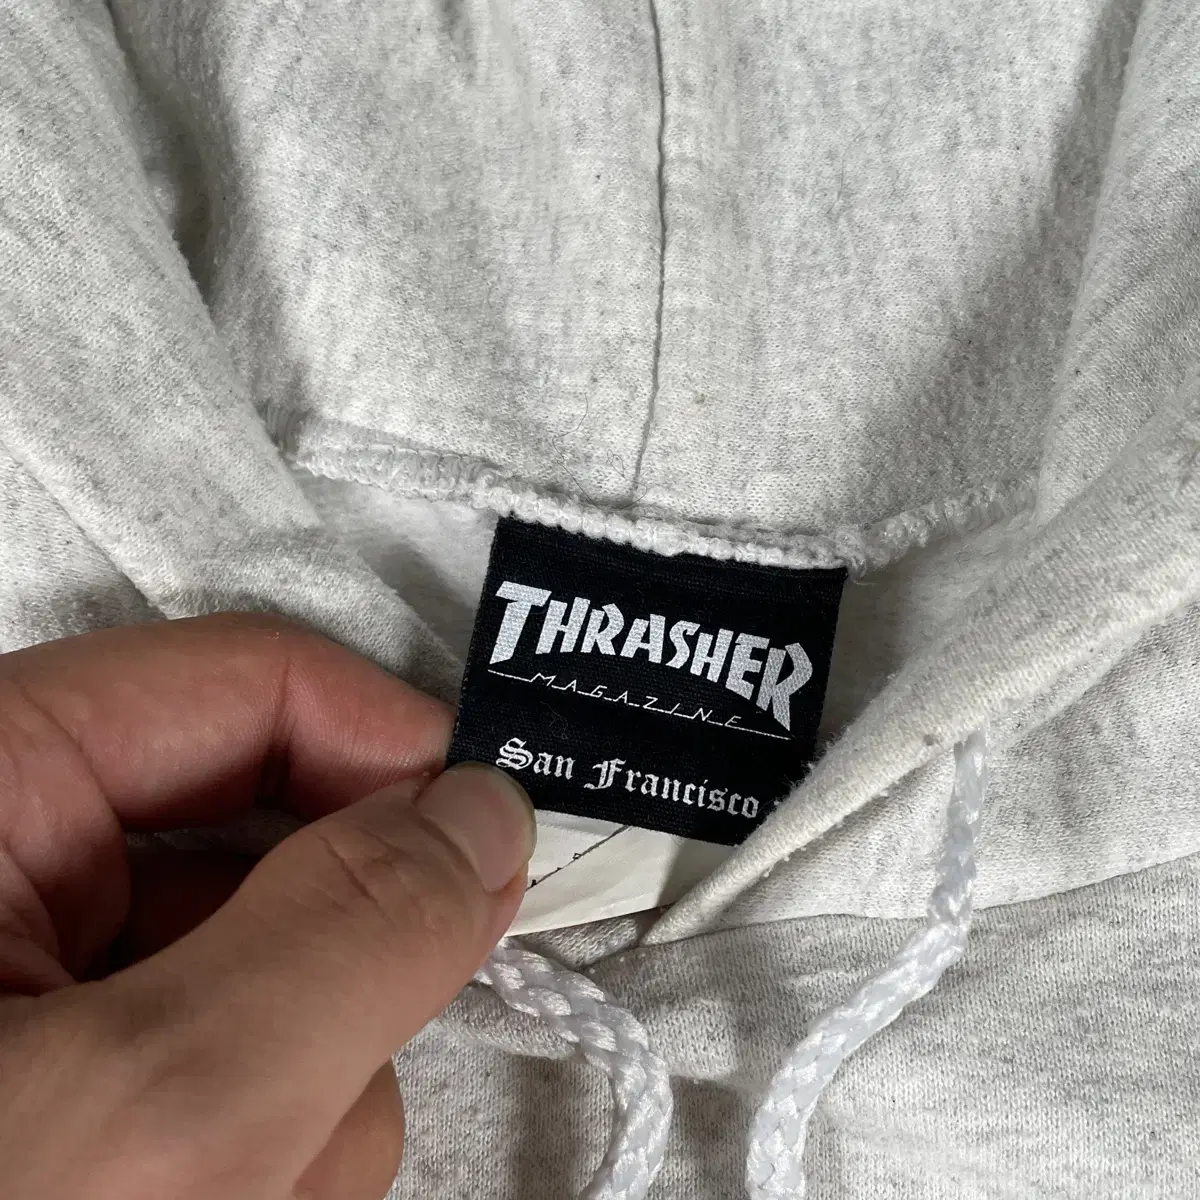 THRASHER
MAGAZINE
San Francisco